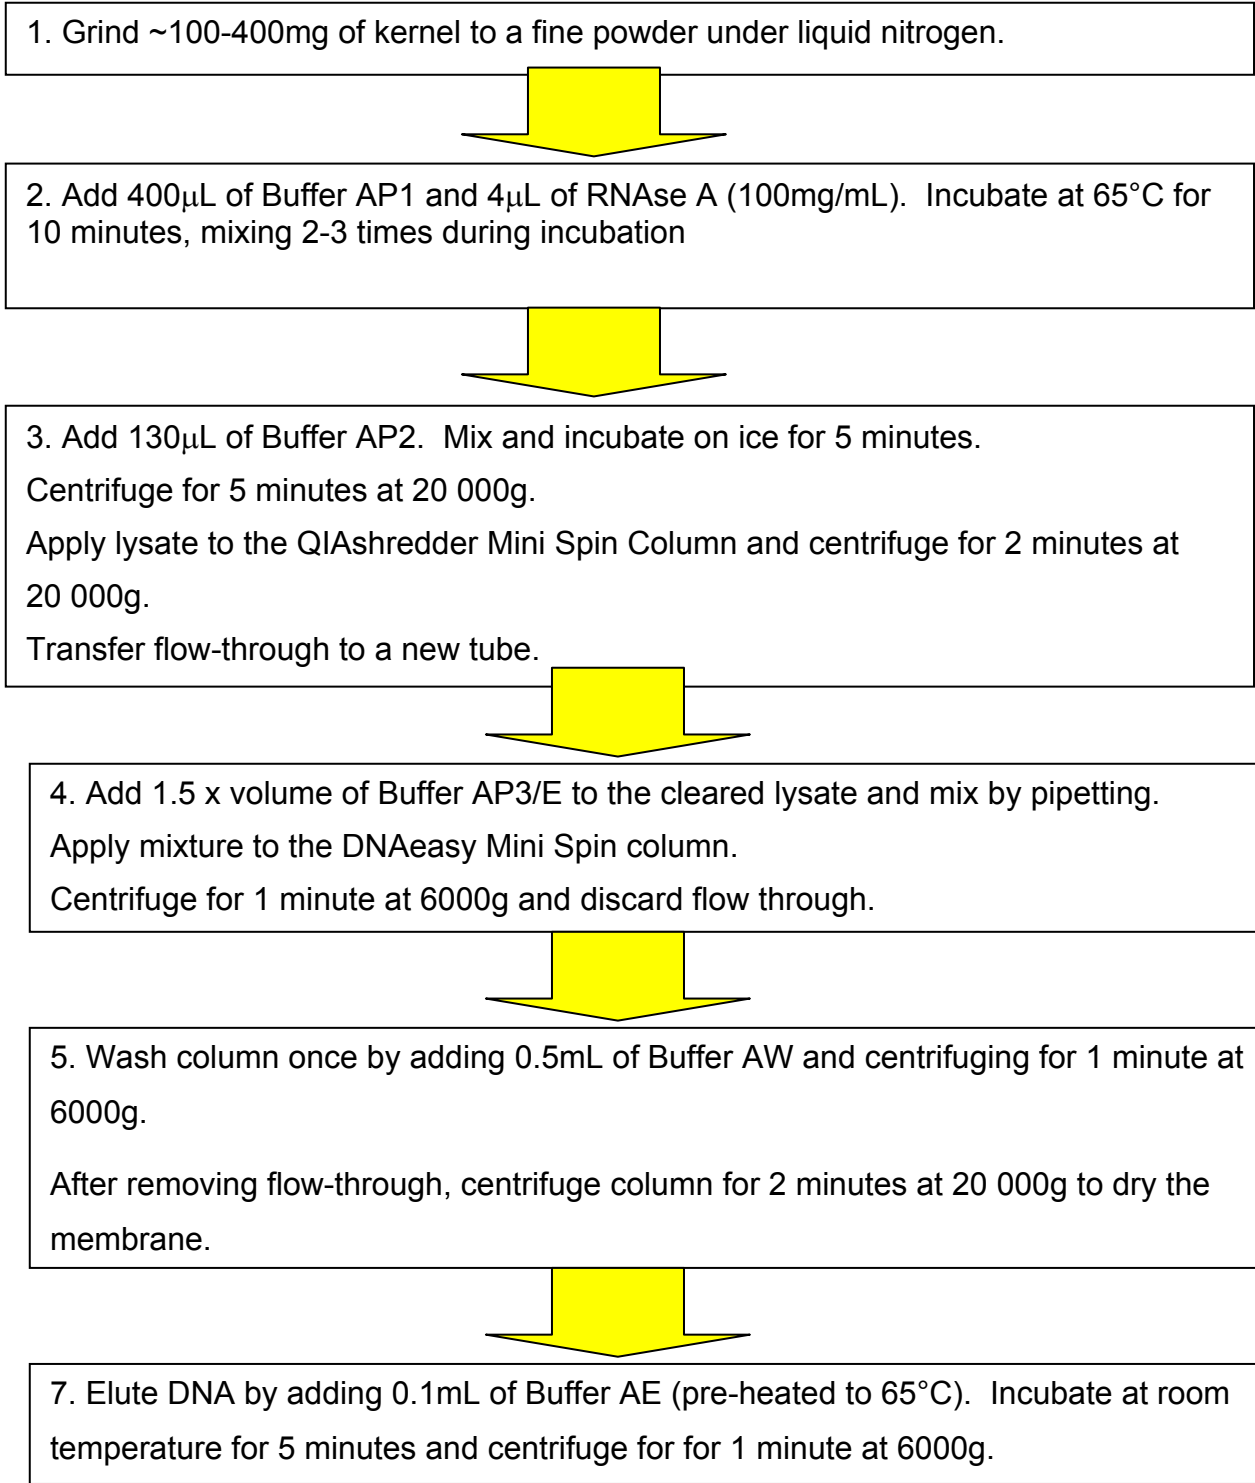 1. Grind ~100-400mg of kernel to a fine powder under liquid nitrogen.
2. Add 400μL of Buffer AP1 and 4μL of RNAse A (100mg/mL).  Incubate at 65°C for
10 minutes, mixing 2-3 times during incubation
3. Add 130μL of Buffer AP2.  Mix and incubate on ice for 5 minutes.
Centrifuge for 5 minutes at 20 000g.
Apply lysate to the QIAshredder Mini Spin Column and centrifuge for 2 minutes at
20 000g.
Transfer flow-through to a new tube.
4. Add 1.5 x volume of Buffer AP3/E to the cleared lysate and mix by pipetting.
Apply mixture to the DNAeasy Mini Spin column.
Centrifuge for 1 minute at 6000g and discard flow through.
5. Wash column once by adding 0.5mL of Buffer AW and centrifuging for 1 minute at
6000g.
After removing flow-through, centrifuge column for 2 minutes at 20 000g to dry the
membrane.
7. Elute DNA by adding 0.1mL of Buffer AE (pre-heated to 65°C).  Incubate at room
temperature for 5 minutes and centrifuge for for 1 minute at 6000g.